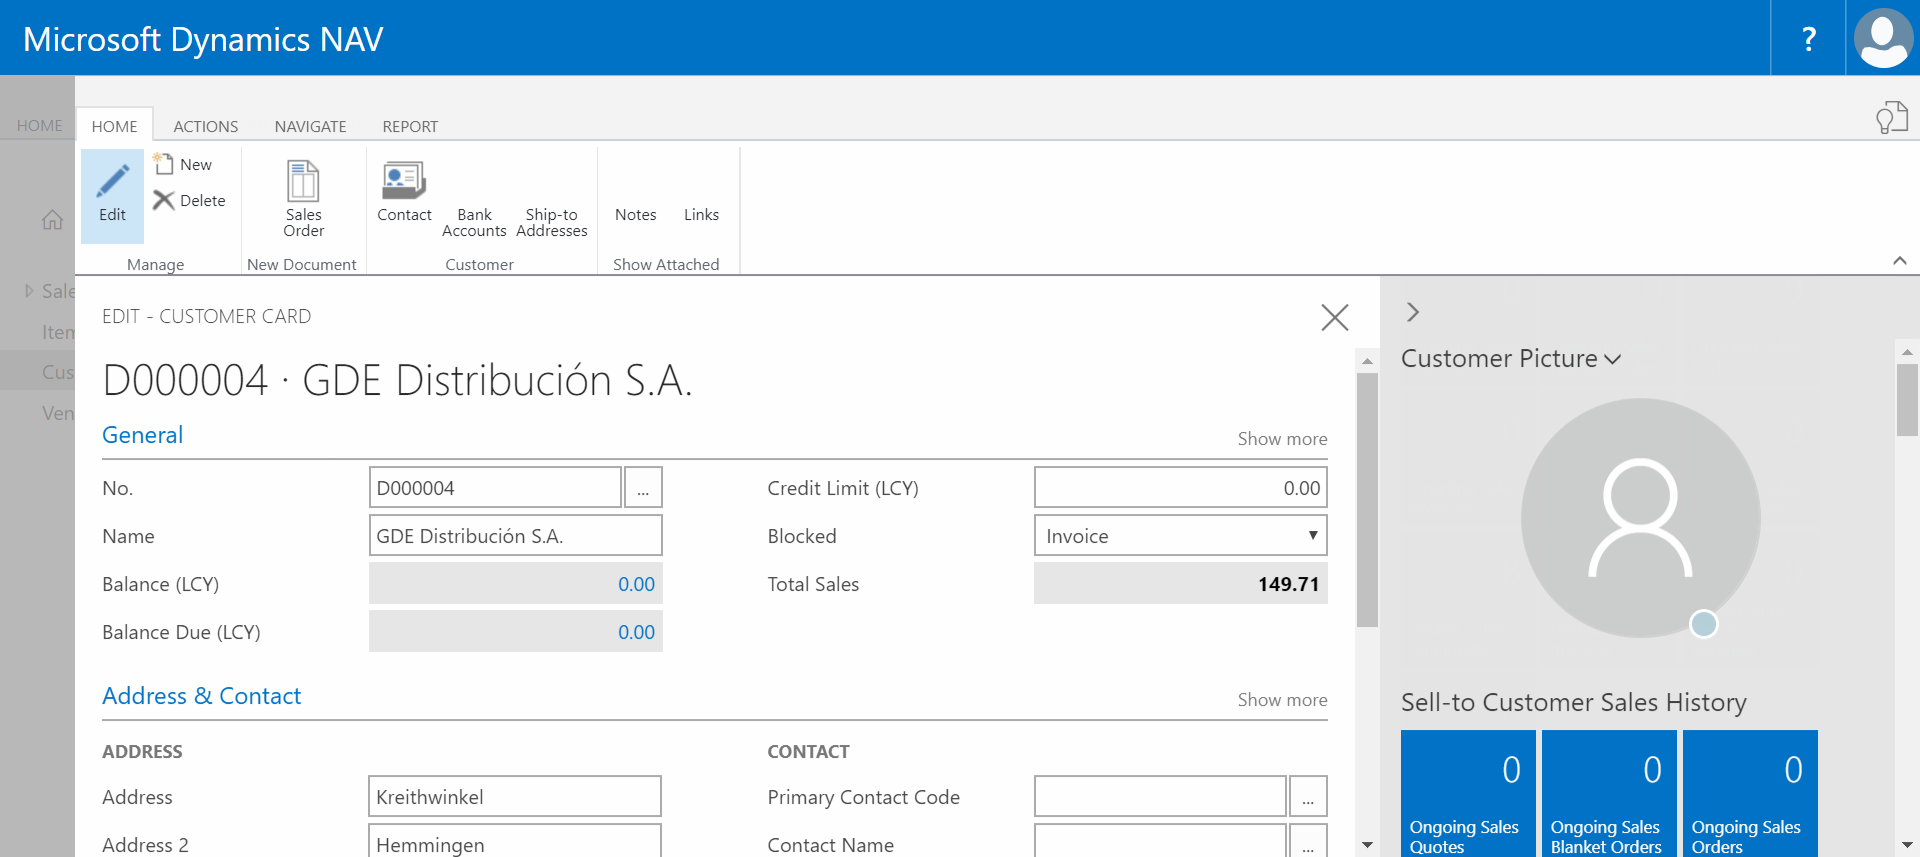 Microsoft Dynamics NAV
?
HOME
HOME
ACTIONS
NAVIGATE
REPORT
Edit
New
Delete
Manage
Sales
Order
New Document
Contact
Bank
Accounts
Ship-to
Addresses
Customer
Notes
Links
Show Attached
Sale
Item
Cus
Ven
EDIT - CUSTOMER CARD
D000004 · GDE Distribución S.A.
General
Show more
No.
D000004
...
Name
GDE Distribución S.A.
Balance (LCY)
0.00
Balance Due (LCY)
0.00
Credit Limit (LCY)
0.00
Blocked
Invoice
Total Sales
149.71
Address & Contact
Show more
ADDRESS
Address
Kreithwinkel
Address 2
Hemmingen
CONTACT
Primary Contact Code
...
Contact Name
...
Customer Picture
Sell-to Customer Sales History
0
Ongoing Sales
Quotes
0
Ongoing Sales
Blanket Orders
0
Ongoing Sales
Orders